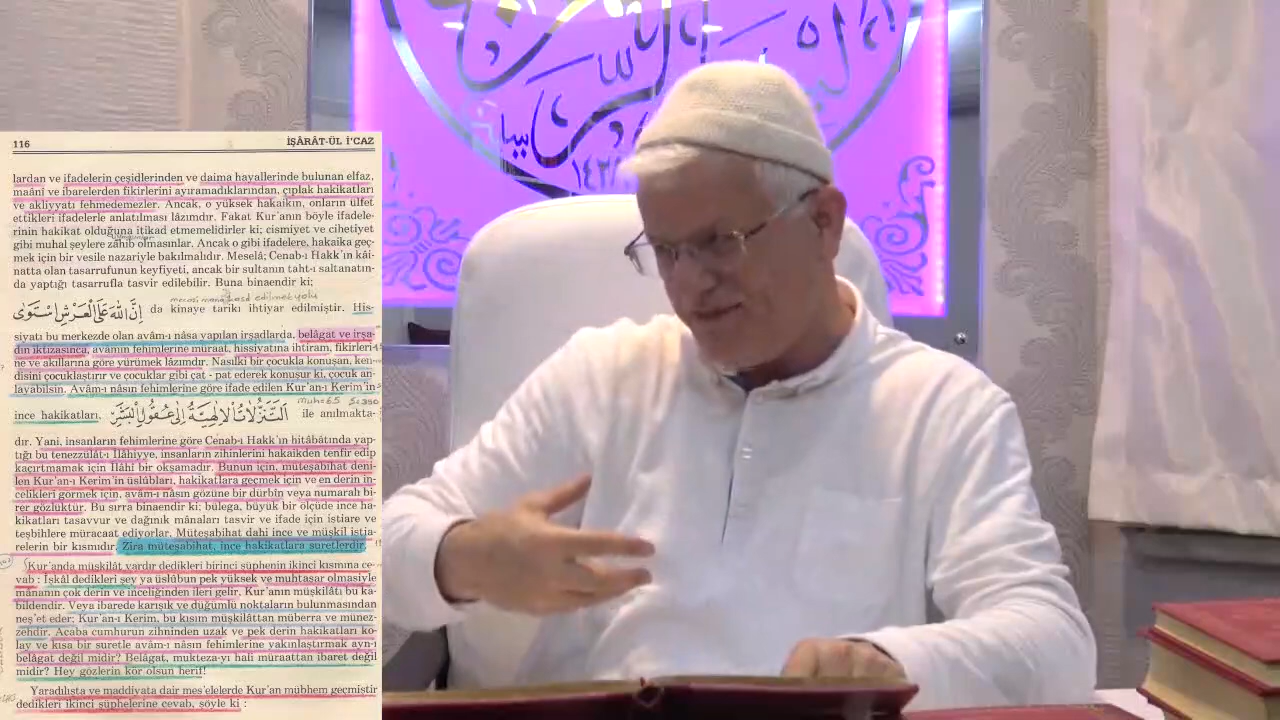 116 İŞÂRÂT-ÜL İ'CAZ
lardan ve ifadelerin çeşidlerinden ve daima hayallerinde bulunan elfaz,
maânî ve ibarelerden fikirlerini ayıramadıklarından, çıplak hakikatları
ve akliyyatı fehmedemezler. Ancak, o yüksek hakaikın, onların ülfet
ettikleri ifadelerle anlatılması lâzımdır. Fakat Kur'anın böyle ifadele-
rinin hakikat olduğuna itikad etmemelidirler ki; cismiyet ve cihetiyet
gibi muhal şeylere zâhib olmasınlar. Ancak o gibi ifadelere, hakaika geç-
mek için bir vesile nazariyle bakılmalıdır. Meselâ; Cenab-ı Hakk'ın kâi-
natta olan tasarrufunun keyfiyeti, ancak bir sultanın taht-ı saltanatın-
da yaptığı tasarrufla tasvir edilebilir. Buna binaendir ki;
اِنَّ اللّٰهَ عَلَى الْعَرْشِ اسْتَوٰى da kinaye tarikı ihtiyar edilmiştir. His-
siyatı bu merkezde olan avâm-ı nâsa yapılan irşadlarda, belâgat ve irşa-
dın iktizasınca, avâmın fehimlerine müraat, hissiyatına ihtiram, fikirleri-
ne ve akıllarına göre yürümek lâzımdır. Nasılki bir çocukla konuşan, ken-
disini çocuklaştırır ve çocuklar gibi çat - pat ederek konuşur ki, çocuk an-
layabilsin. Avâm-ı nâsın fehimlerine göre ifade edilen Kur'an-ı Kerim'in
ince hakikatları, اَلتَّنَزُّلَاتُ الْاِلٰهِيَّةُ اِلٰى عُقُولِ الْبَشَرِ ile anılmakta-
dır. Yani, insanların fehimlerine göre Cenab-ı Hakk'ın hitâbâtında yap-
tığı bu tenezzülât-ı İlâhiyye, insanların zihinlerini hakaikden tenfir edip
kaçırtmamak için İlâhî bir okşamadır. Bunun için, müteşabihat deni-
len Kur'an-ı Kerim'in üslûbları, hakikatlara geçmek için ve en derin in-
celikleri görmek için, avâm-ı nâsın gözüne bir dürbîn veya numaralı bi-
rer gözlüktür. Bu sırra binaendir ki; büleğa, büyük bir ölçüde ince ha-
kikatları tasavvur ve dağınık mânaları tasvir ve ifade için istiare ve
teşbihlere müracaat ediyorlar. Müteşabihat dahi ince ve müşkil istia-
relerin bir kısmıdır. Zira müteşabihat, ince hakikatlara suretlerdir.
Kur'anda müşkilât vardır dedikleri birinci şüphenin ikinci kısmına ce-
vab : İşkâl dedikleri şey ya üslûbun pek yüksek ve muhtasar olmasiyle
mânanın çok derin ve inceliğinden ileri gelir, Kur'anın müşkilâtı bu ka-
bildendir. Veya ibarede karışık ve düğümlü noktaların bulunmasından
neş'et eder; Kur'an-ı Kerim, bu kısım müşkilâttan müberra ve münez-
zehdir. Acaba cumhurun zihninden uzak ve pek derin hakikatları ko-
lay ve kısa bir suretle avâm-ı nâsın fehimlerine yakınlaştırmak ayn-ı
belâgat değil midir? Belâgat, mukteza-yı hali müraattan ibaret değil
midir? Hey gözlerin kör olsun herif!
Yaradılışta ve maddiyata dair mes'elelerde Kur'an mübhem geçmiştir
dedikleri ikinci şüphelerine cevab, şöyle ki :